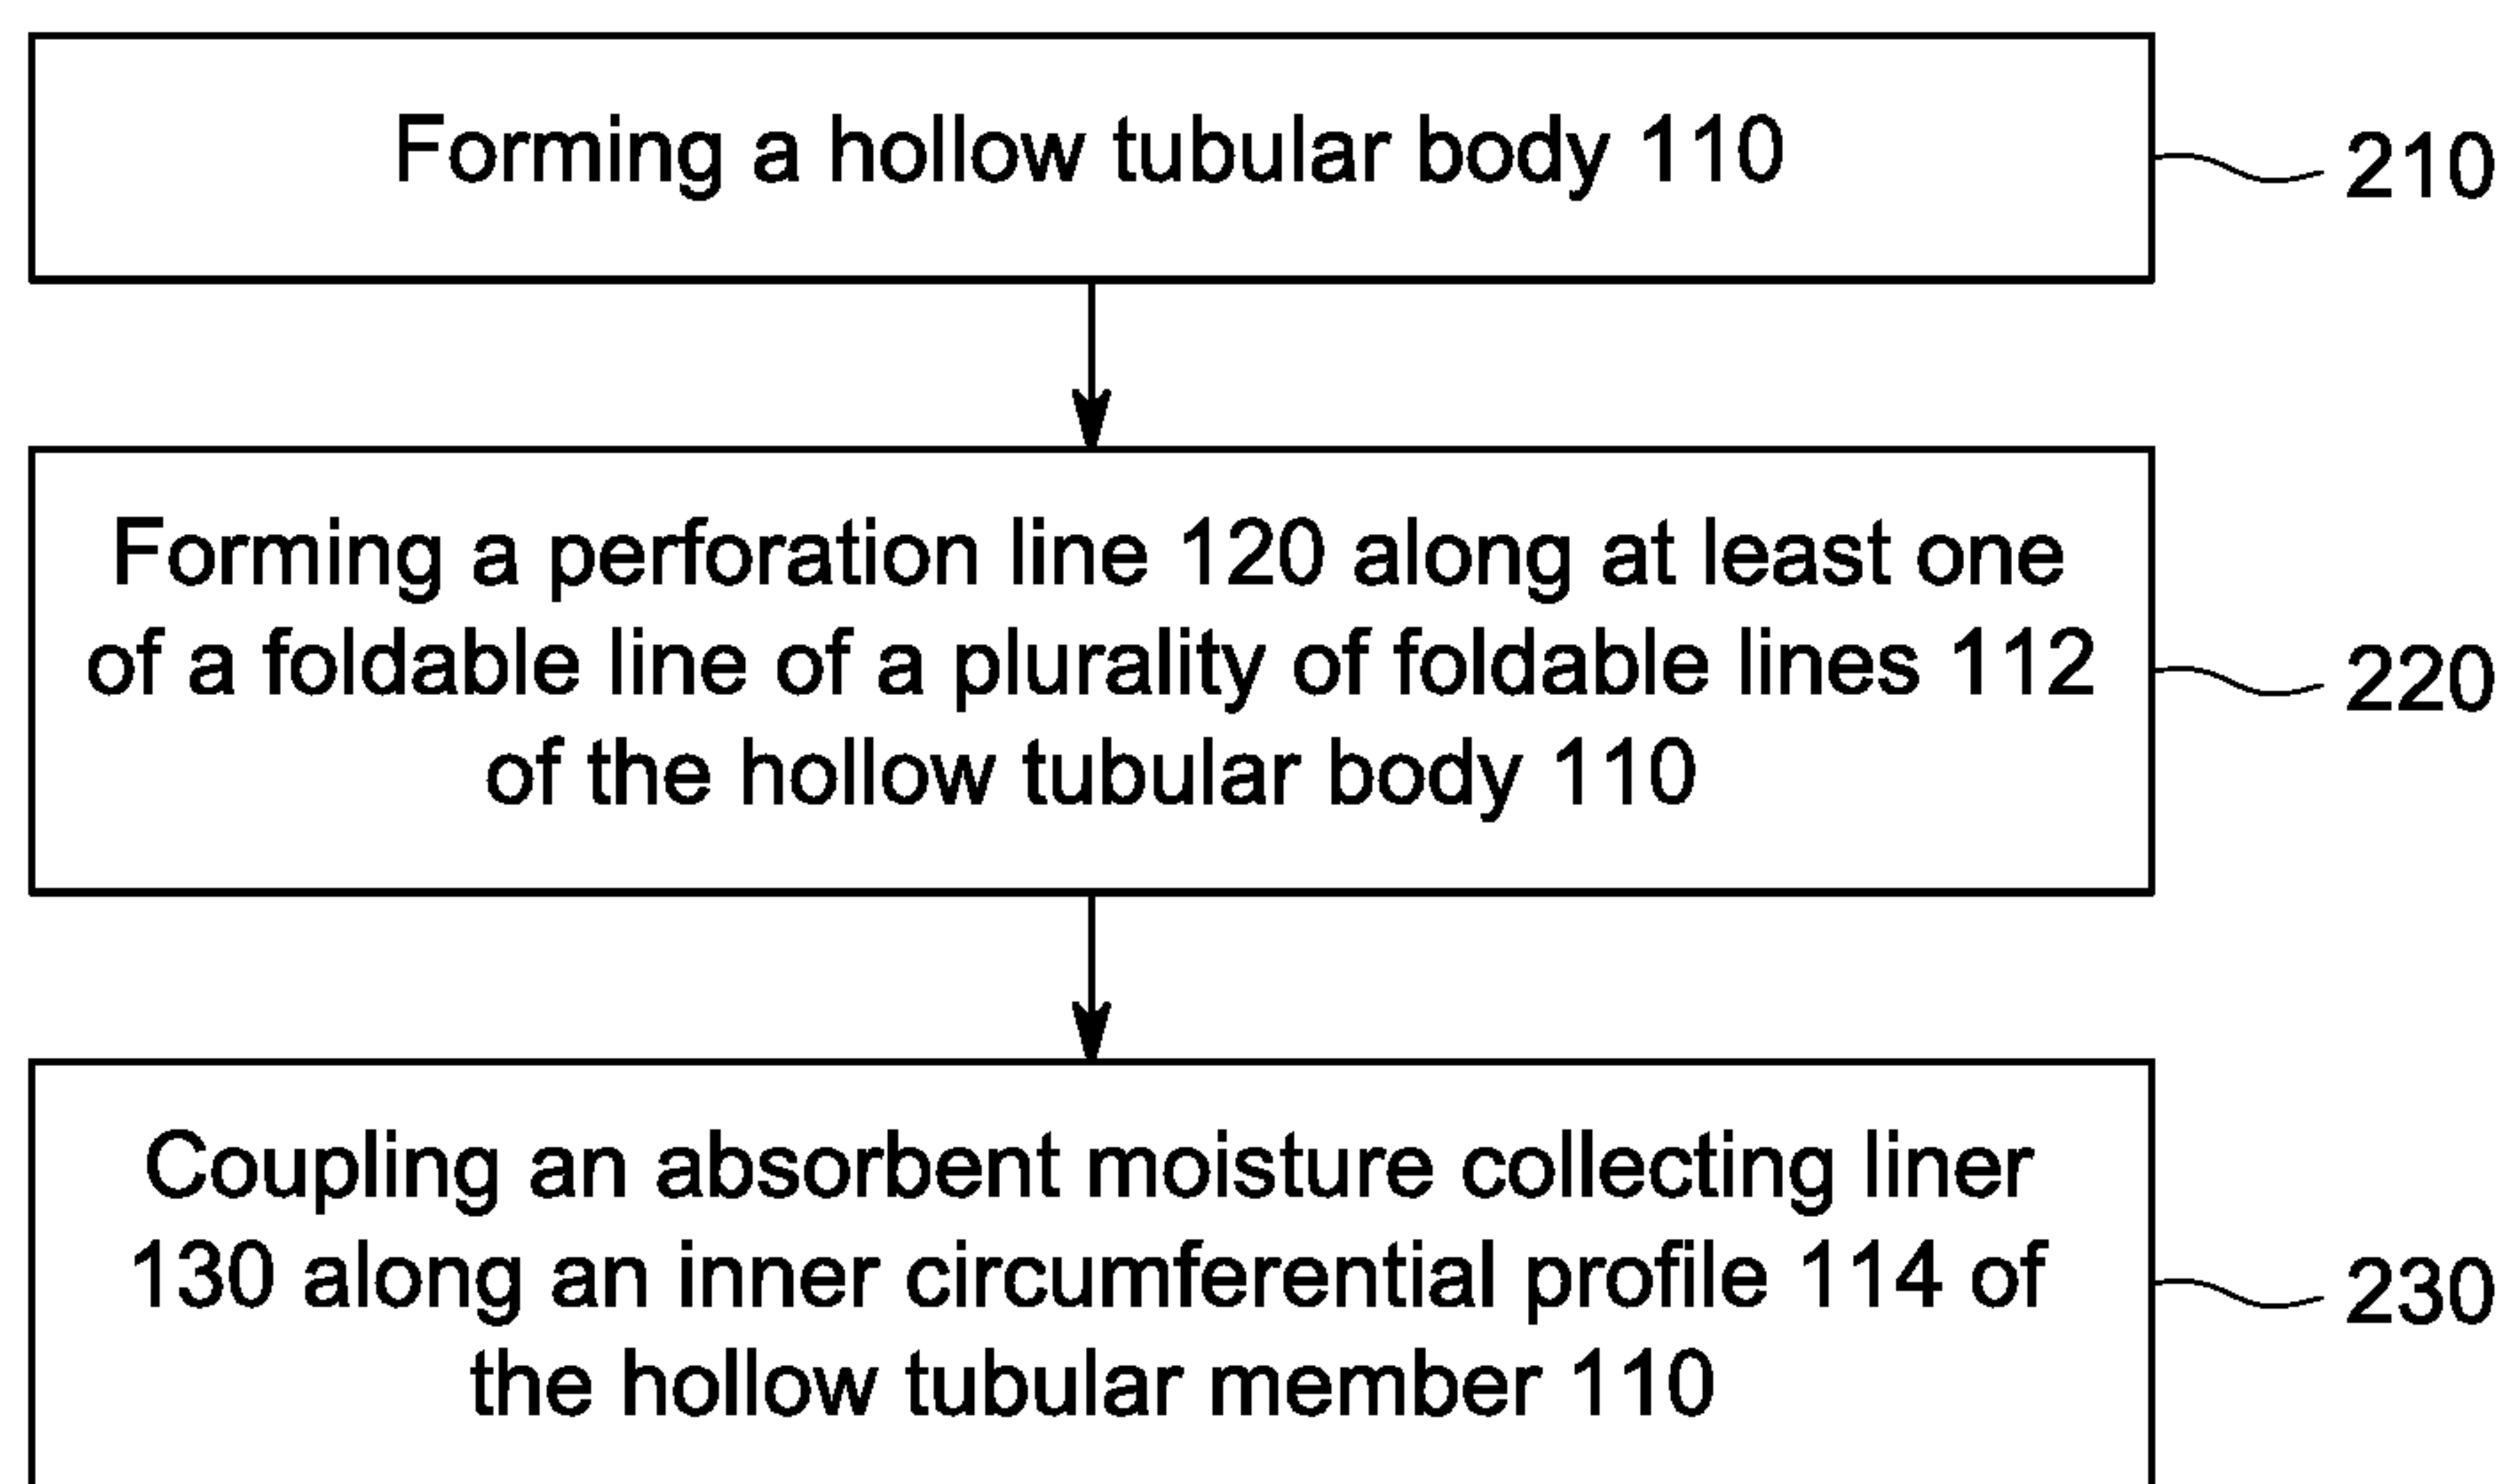 Forming a hollow tubular body 110
210
Forming a perforation line 120 along at least one
of a foldable line of a plurality of foldable lines 112
220
of the hollow tubular body 110
Coupling an absorbent moisture collecting liner
130 along an inner circumferential profile 114 of
230
the hollow tubular member 110